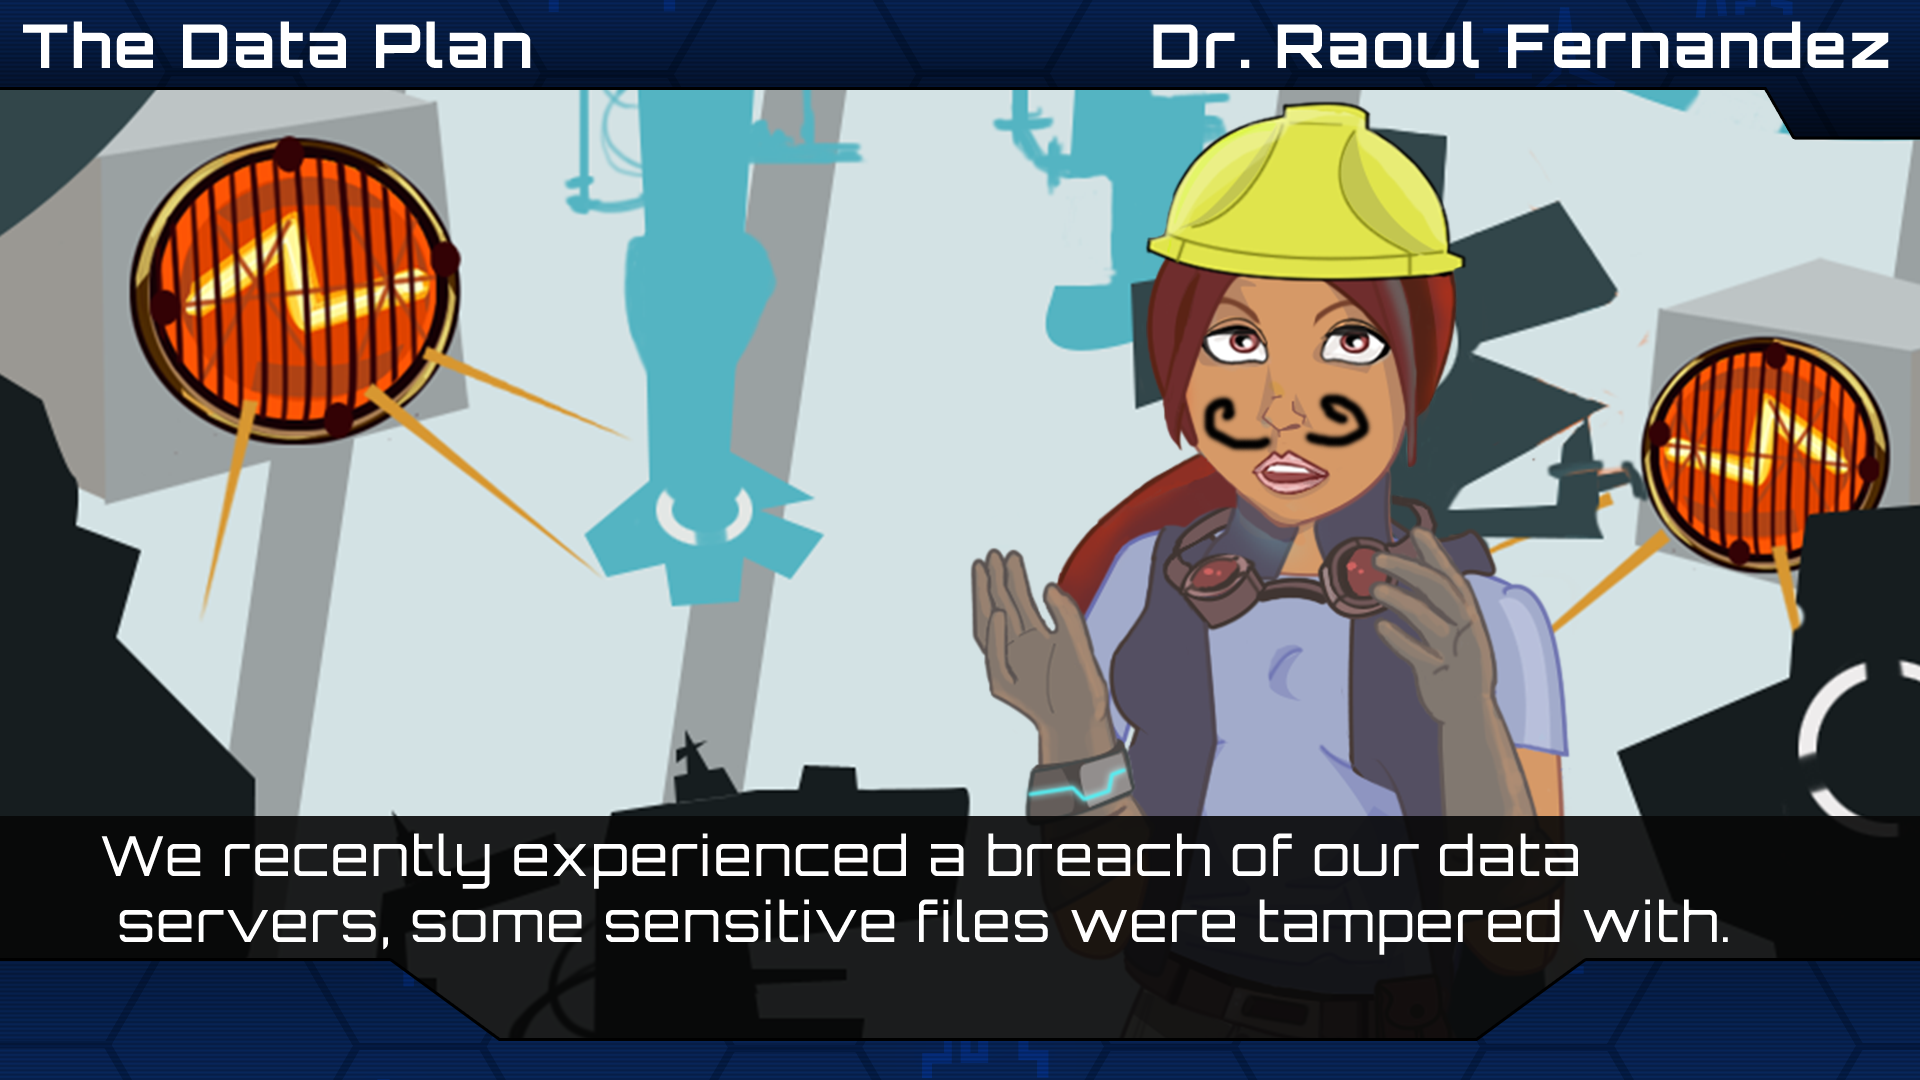 The Data Plan
Dr. Raoul Fernandez
We recently experienced a breach of our data
servers, some sensitive files were tampered with.